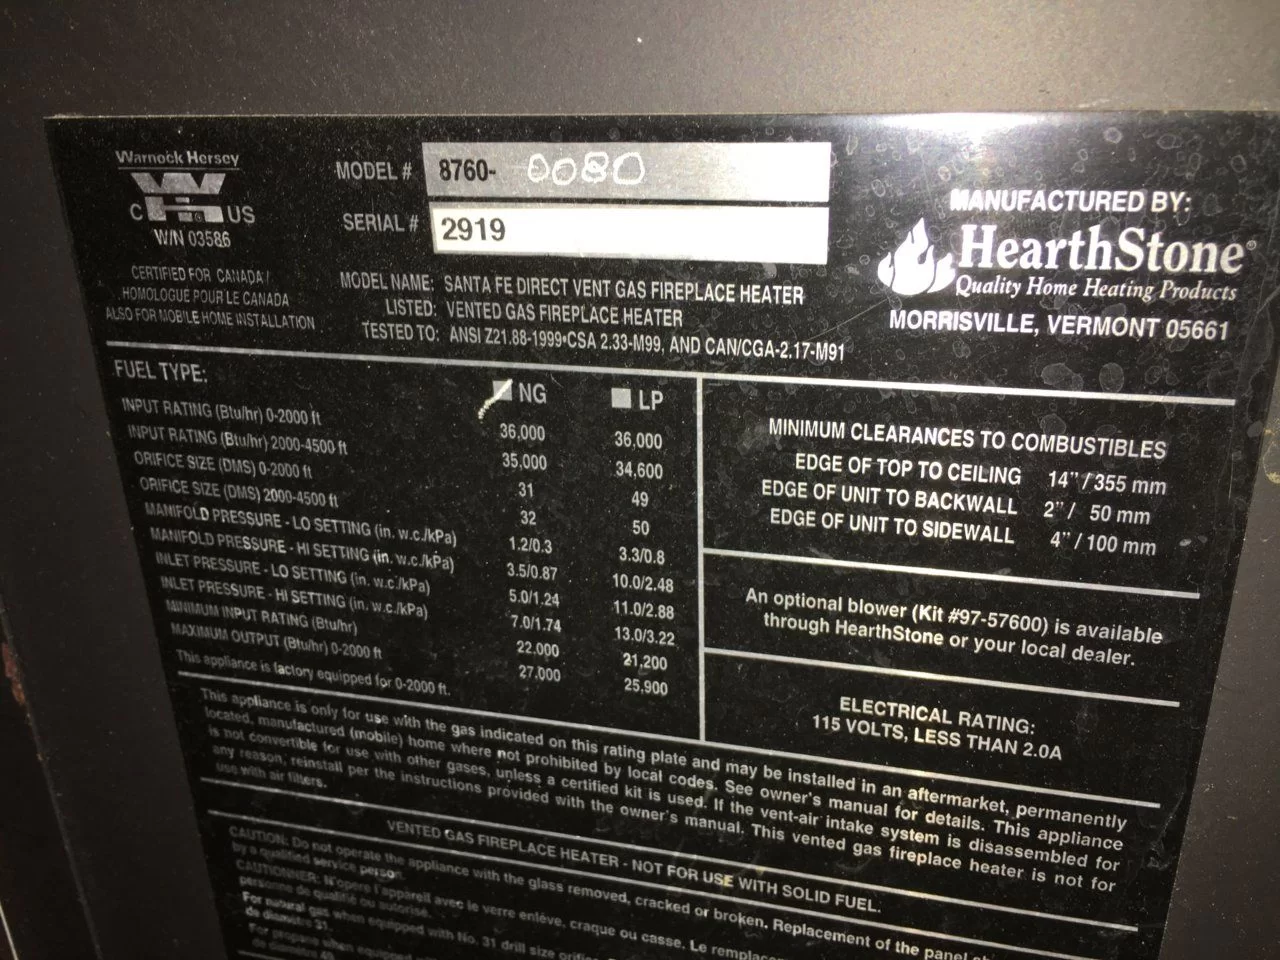 Warnock Hersey
C US
W/N 03586
CERTIFIED FOR CANADA /
HOMOLOGUE POUR LE CANADA
ALSO FOR MOBILE HOME INSTALLATION
MODEL # 8760- 0080
SERIAL # 2919
MODEL NAME: SANTA FE DIRECT VENT GAS FIREPLACE HEATER
LISTED: VENTED GAS FIREPLACE HEATER
TESTED TO: ANSI Z21.88-1999•CSA 2.33-M99, AND CAN/CGA-2.17-M91
MANUFACTURED BY:
HearthStone®
Quality Home Heating Products
MORRISVILLE, VERMONT 05661
FUEL TYPE: NG LP
INPUT RATING (Btu/hr) 0-2000 ft 36,000 36,000
INPUT RATING (Btu/hr) 2000-4500 ft 35,000 34,600
ORIFICE SIZE (DMS) 0-2000 ft 31 49
ORIFICE SIZE (DMS) 2000-4500 ft 32 50
MANIFOLD PRESSURE - LO SETTING (in. w.c./kPa) 1.2/0.3 3.3/0.8
MANIFOLD PRESSURE - HI SETTING (in. w.c./kPa) 3.5/0.87 10.0/2.48
INLET PRESSURE - LO SETTING (in. w.c./kPa) 5.0/1.24 11.0/2.88
INLET PRESSURE - HI SETTING (in. w.c./kPa) 7.0/1.74 13.0/3.22
MINIMUM INPUT RATING (Btu/hr) 22,000 21,200
MAXIMUM OUTPUT (Btu/hr) 0-2000 ft 27,000 25,900
This appliance is factory equipped for 0-2000 ft.
MINIMUM CLEARANCES TO COMBUSTIBLES
EDGE OF TOP TO CEILING 14" / 355 mm
EDGE OF UNIT TO BACKWALL 2" / 50 mm
EDGE OF UNIT TO SIDEWALL 4" / 100 mm
An optional blower (Kit #97-57600) is available
through HearthStone or your local dealer.
ELECTRICAL RATING:
115 VOLTS, LESS THAN 2.0A
This appliance is only for use with the gas indicated on this rating plate and may be installed in an aftermarket, permanently
located, manufactured (mobile) home where not prohibited by local codes. See owner's manual for details. This appliance
is not convertible for use with other gases, unless a certified kit is used. If the vent-air intake system is disassembled for
any reason, reinstall per the instructions provided with the owner's manual. This vented gas fireplace heater is not for
use with air filters.
VENTED GAS FIREPLACE HEATER - NOT FOR USE WITH SOLID FUEL.
CAUTION: Do not operate the appliance with the glass removed, cracked or broken. Replacement of the panel
by a qualified service person.
CAUTIONNER: N'opere l'appareil avec le verre enlève, craque ou casse. Le
personne de qualifié ou autorisé.
For natural gas when equipped with No. 31 drill size
de diamètre 31.
For propane when
de diamètre 49